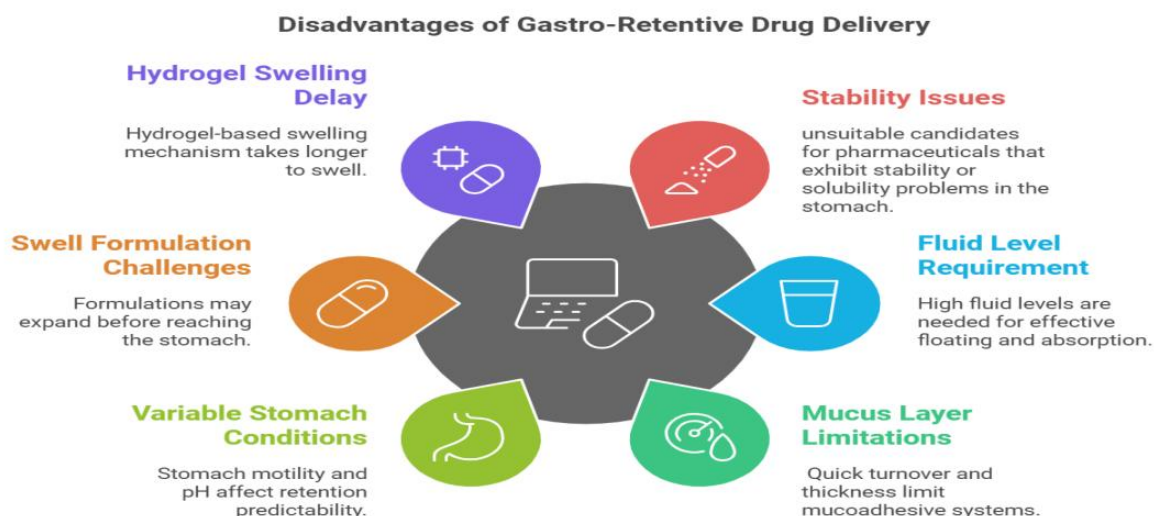 Disadvantages of Gastro-Retentive Drug Delivery
Hydrogel Swelling
Delay
Hydrogel-based swelling
mechanism takes longer
to swell.
Stability Issues
unsuitable candidates
for pharmaceuticals that
exhibit stability or
solubility problems in the
stomach.
Swell Formulation
Challenges
Formulations may
expand before reaching
the stomach.
Fluid Level
Requirement
High fluid levels are
needed for effective
floating and absorption.
Variable Stomach
Conditions
Stomach motility and
pH affect retention
predictability.
Mucus Layer
Limitations
Quick turnover and
thickness limit
mucoadhesive systems.